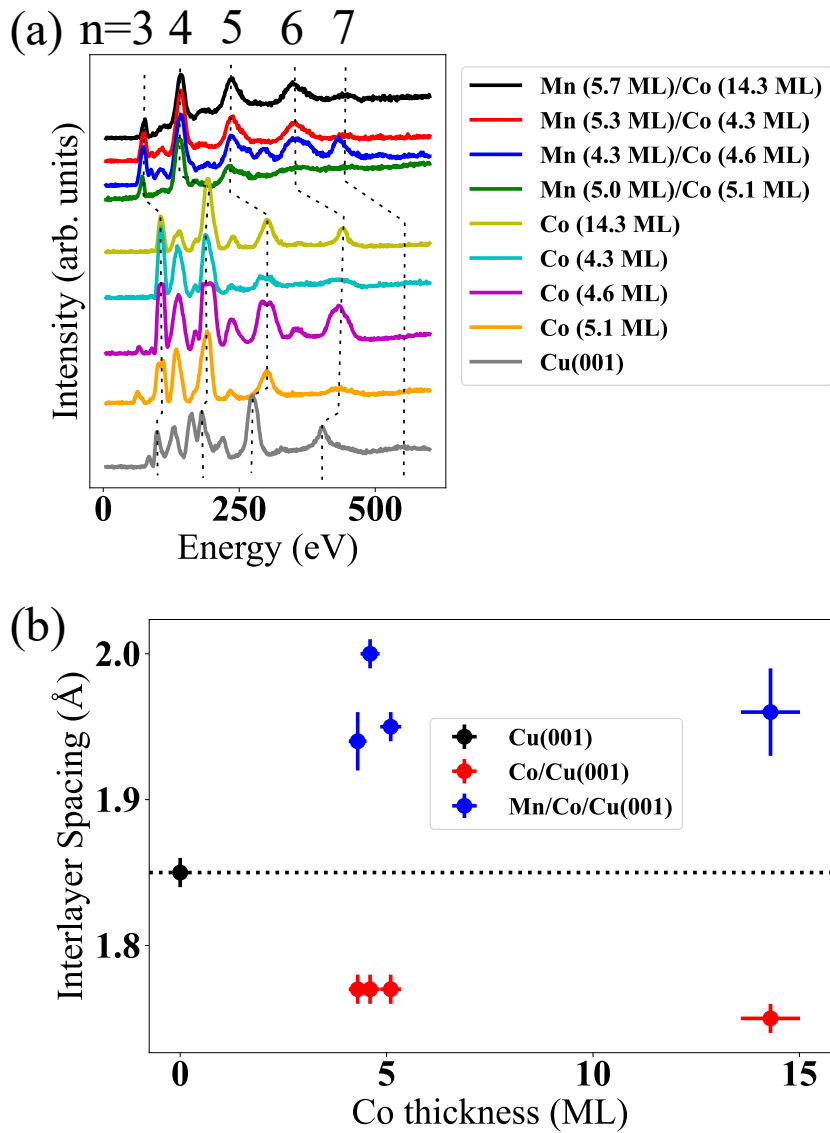 (a)
n=3 4 5 6 7
Mn (5.7 ML)/Co (14.3 ML)
Mn (5.3 ML)/Co (4.3 ML)
Mn (4.3 ML)/Co (4.6 ML)
Mn (5.0 ML)/Co (5.1 ML)
Co (14.3 ML)
Co (4.3 ML)
Co (4.6 ML)
Co (5.1 ML)
Cu(001)
Intensity (arb. units)
0 250 500
Energy (eV)
(b)
2.0
1.9
1.8
Interlayer Spacing (Å)
Cu(001)
Co/Cu(001)
Mn/Co/Cu(001)
0 5 10 15
Co thickness (ML)